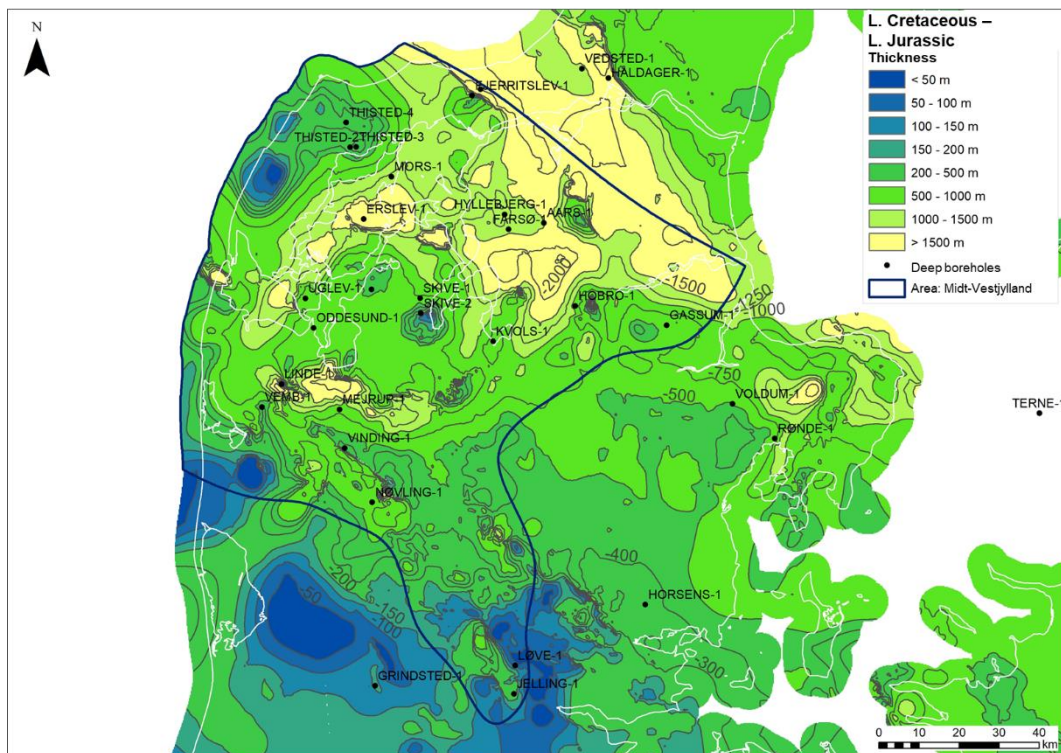 N
L. Cretaceous –
L. Jurassic
Thickness
< 50 m
50 - 100 m
100 - 150 m
150 - 200 m
200 - 500 m
500 - 1000 m
1000 - 1500 m
> 1500 m
Deep boreholes
Area: Midt-Vestjylland
VEDSTED-1
HALDAGER-1
FJERRITSLEV-1
THISTED-4
THISTED-2
THISTED-3
MORS-1
ERSLEV-1
HYLLEBJERG-1
FARSØ-1
AARS-1
-2000
-1500
-1250
-1000
UGLEV-1
SKIVE-1
SKIVE-2
ODDESUND-1
HOBRO-1
GASSUM-1
KVOLS-1
-750
-500
LINDE-1
VEMB-1
MEJRUP-1
VOLDUM-1
TERNE-1
RØNDE-1
VINDING-1
NØVLING-1
-400
-200
-150
-100
-50
HORSENS-1
-300
LØVE-1
GRINDSTED-1
JELLING-1
0 5 10 20 30 40
km